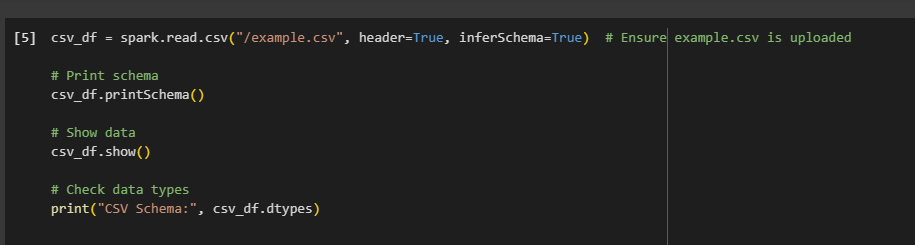 [5] csv_df = spark.read.csv("/example.csv", header=True, inferSchema=True)  # Ensure example.csv is uploaded
# Print schema
csv_df.printSchema()
# Show data
csv_df.show()
# Check data types
print("CSV Schema:", csv_df.dtypes)